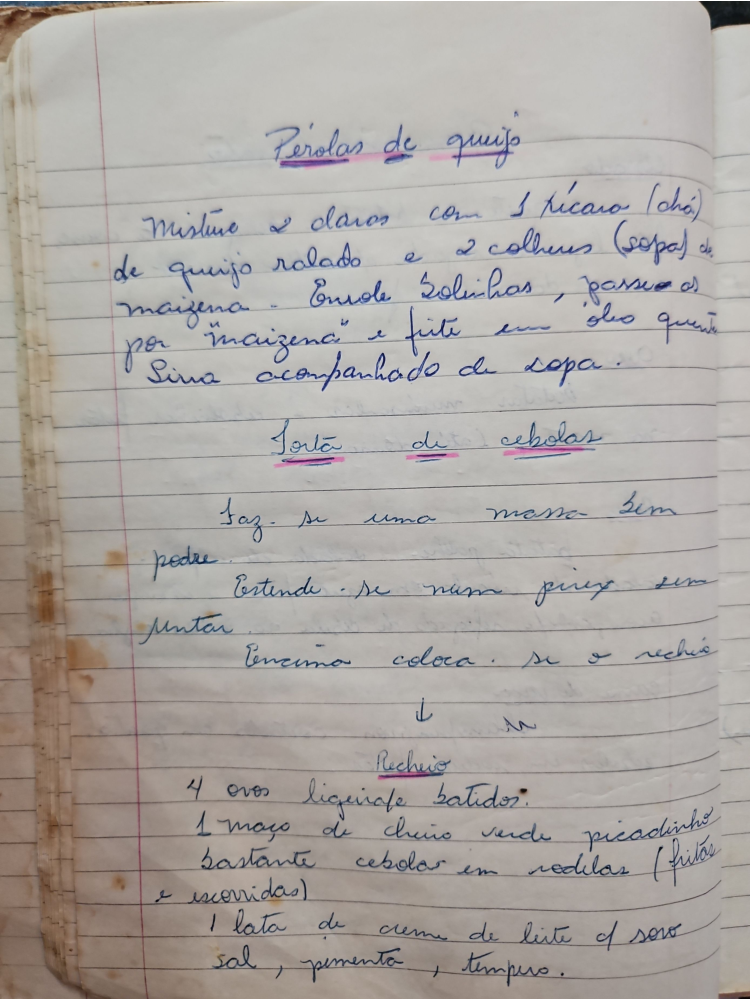 Pérolas de queijo
Misture 2 claras com 1 xícara (chá)
de queijo ralado e 2 colheres (sopa) de
maizena. Enrole bolinhas, passe-as
por "maizena" e frite em óleo quente
Sirva acompanhado de sopa.
Torta de cebolas
Faz-se uma massa bem
podre.
Estende-se num pirex sem
untar.
Encima coloca-se o recheio
↓
Recheio
4 ovos ligeira/e batidos.
1 maço de cheiro verde picadinho
bastante cebolas em rodelas (fritas
e escorridas)
1 lata de creme de leite c/ soro
sal, pimenta, tempero.